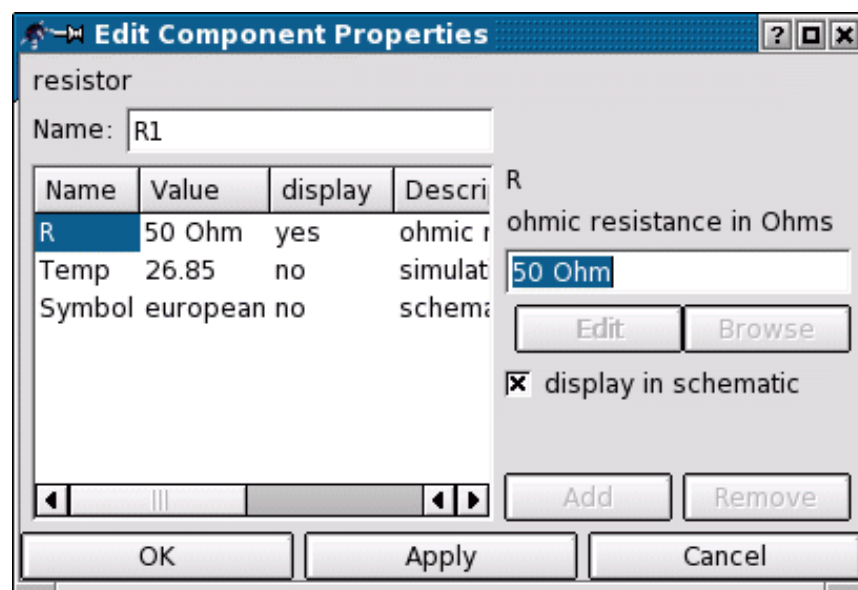 Edit Component Properties
resistor
Name: R1
Name Value display Descri
R 50 Ohm yes ohmic r
Temp 26.85 no simulat
Symbol european no schema
R
ohmic resistance in Ohms
50 Ohm
Edit Browse
display in schematic
Add Remove
OK Apply Cancel